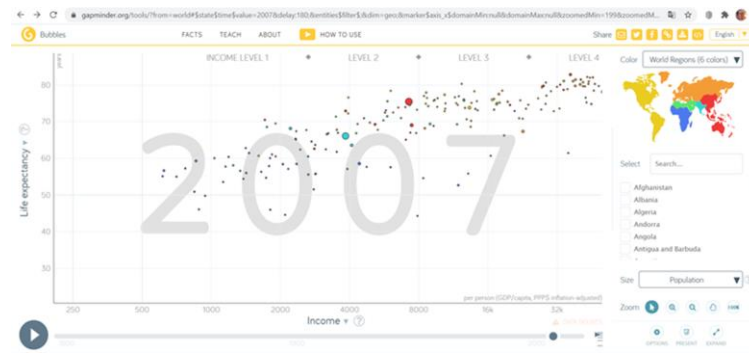 gapminder.org/tools/?from=world#$state$time$value=2007&delay:180;&entities$filter$;&dim=geo;&marker$axis_x$domainMin:null&domainMax:null&zoomedMin=199&zoomedM...
Bubbles
FACTS TEACH ABOUT HOW TO USE
Share
English
INCOME LEVEL 1 LEVEL 2 LEVEL 3 LEVEL 4
years
Life expectancy
80
70
60
50
40
30
2007
per person (GDP/capita, PPP$ inflation-adjusted)
250 500 1000 2000 4000 8000 16k 32k
Income
Color World Regions (6 colors)
Select Search...
Afghanistan
Albania
Algeria
Andorra
Angola
Antigua and Barbuda
Size Population
Zoom
OPTIONS PRESENT EXPAND